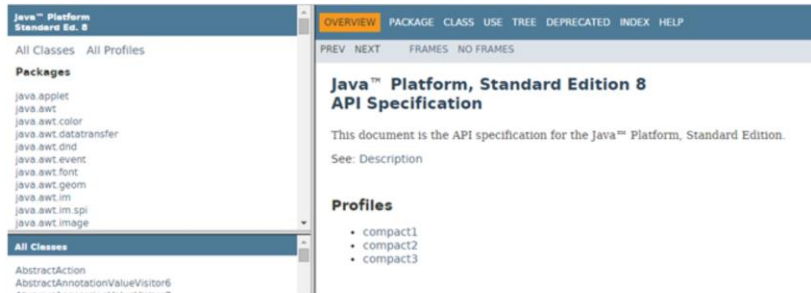 Java™ Platform
Standard Ed. 8
All Classes All Profiles
Packages
java.applet
java.awt
java.awt.color
java.awt.datatransfer
java.awt.dnd
java.awt.event
java.awt.font
java.awt.geom
java.awt.im
java.awt.im.spi
java.awt.image
All Classes
AbstractAction
AbstractAnnotationValueVisitor6
OVERVIEW PACKAGE CLASS USE TREE DEPRECATED INDEX HELP
PREV NEXT FRAMES NO FRAMES
Java™ Platform, Standard Edition 8
API Specification
This document is the API specification for the Java™ Platform, Standard Edition.
See: Description
Profiles
• compact1
• compact2
• compact3